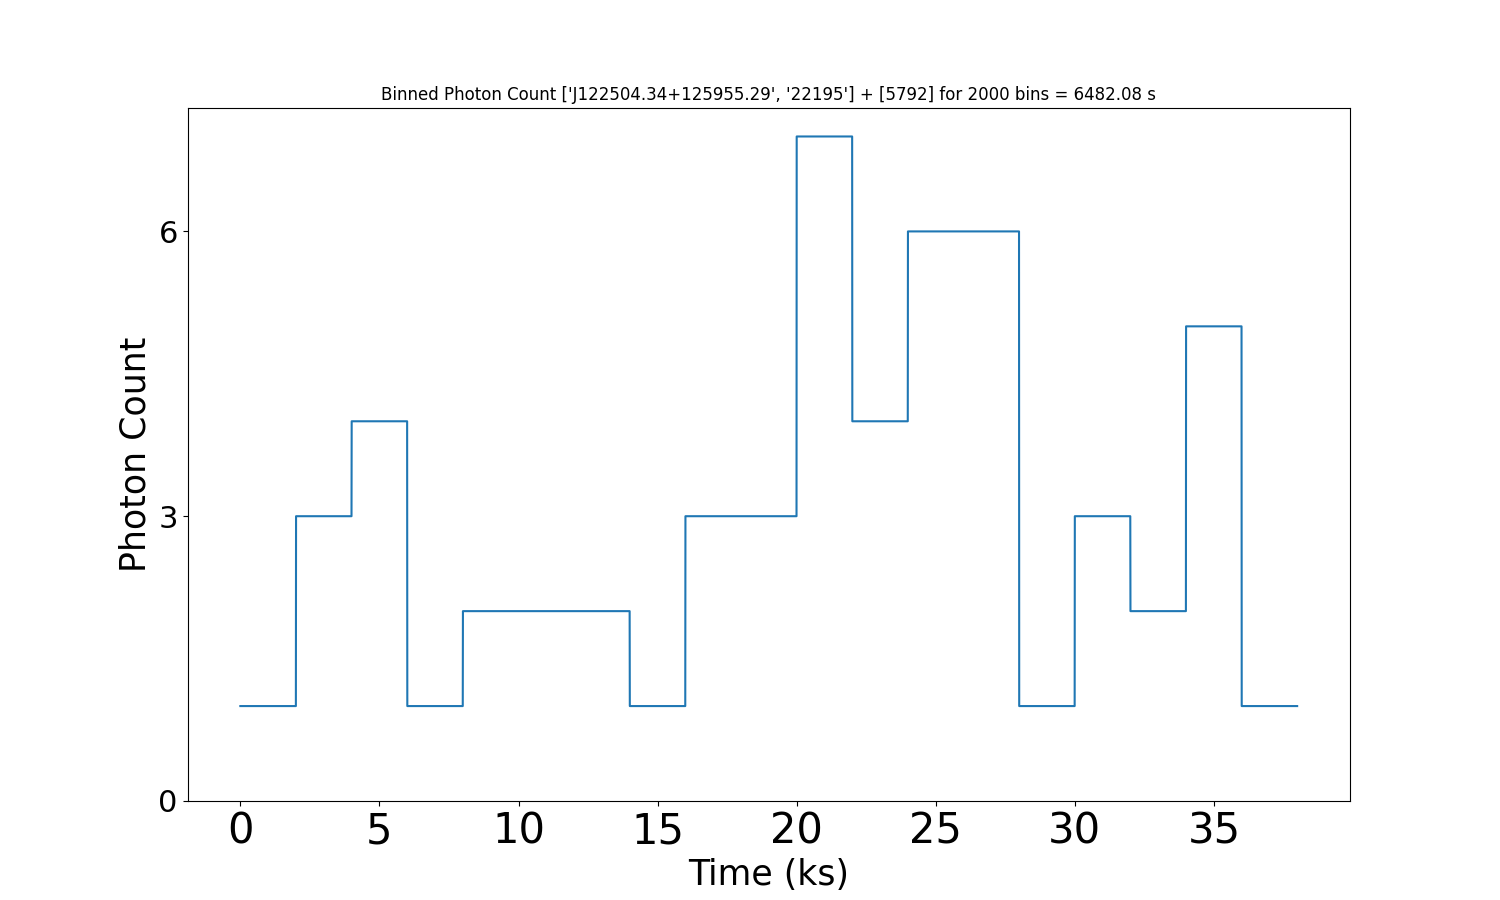 Binned Photon Count ['J122504.34+125955.29', '22195'] + [5792] for 2000 bins = 6482.08 s
6
3
0
Photon Count
0 5 10 15 20 25 30 35
Time (ks)